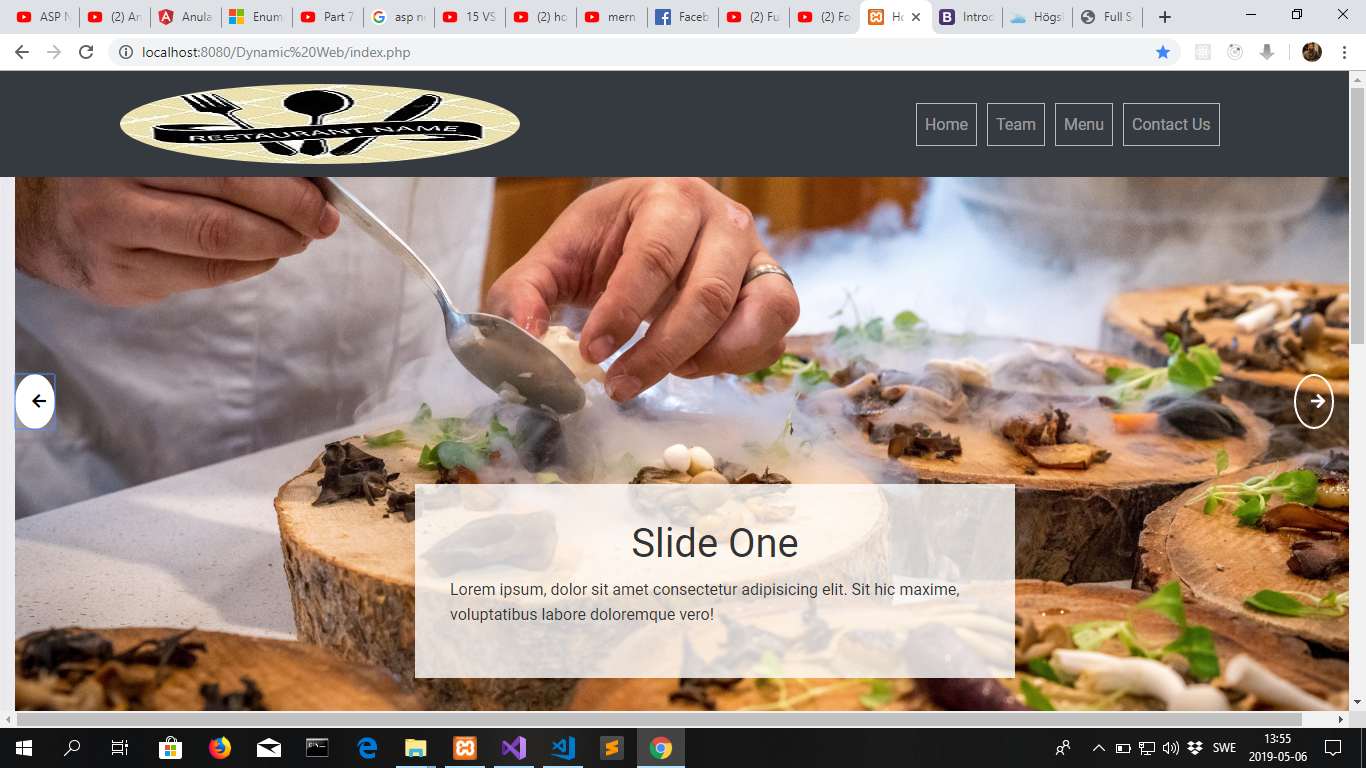 ASP N
(2) An
Anula
Enum
Part 7
asp ne
15 VS
(2) ho
mern
Faceb
(2) Fu
(2) Fo
Ho
Introd
Högs
Full S
localhost:8080/Dynamic%20Web/index.php
RESTAURANT NAME
Home
Team
Menu
Contact Us
Slide One
Lorem ipsum, dolor sit amet consectetur adipisicing elit. Sit hic maxime,
voluptatibus labore doloremque vero!
SWE
13:55
2019-05-06